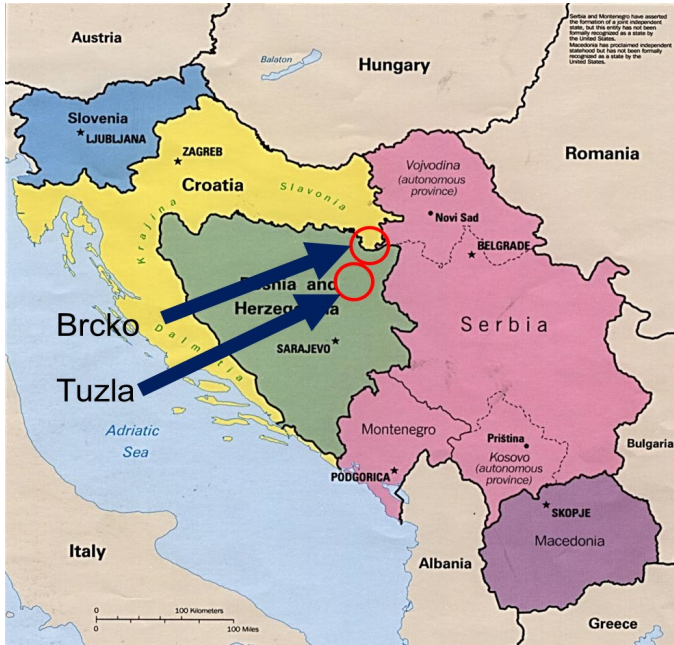 Serbia and Montenegro have asserted
the formation of a joint independent
state, but this entity has not been
formally recognized as a state by
the United States.
Macedonia has proclaimed independent
statehood but has not been formally
recognized as a state by the
United States.
Austria
Hungary
Balaton
Slovenia
LJUBLJANA
ZAGREB
Croatia
Slavonia
Krajina
Vojvodina
(autonomous
province)
Novi Sad
BELGRADE
Romania
and
Herzeg
Brcko
Dalmatia
SARAJEVO
Serbia
Tuzla
Adriatic
Sea
Montenegro
PODGORICA
Priština
Kosovo
(autonomous
province)
Bulgaria
SKOPJE
Macedonia
Italy
Albania
Greece
0 100 Kilometers
0 100 Miles